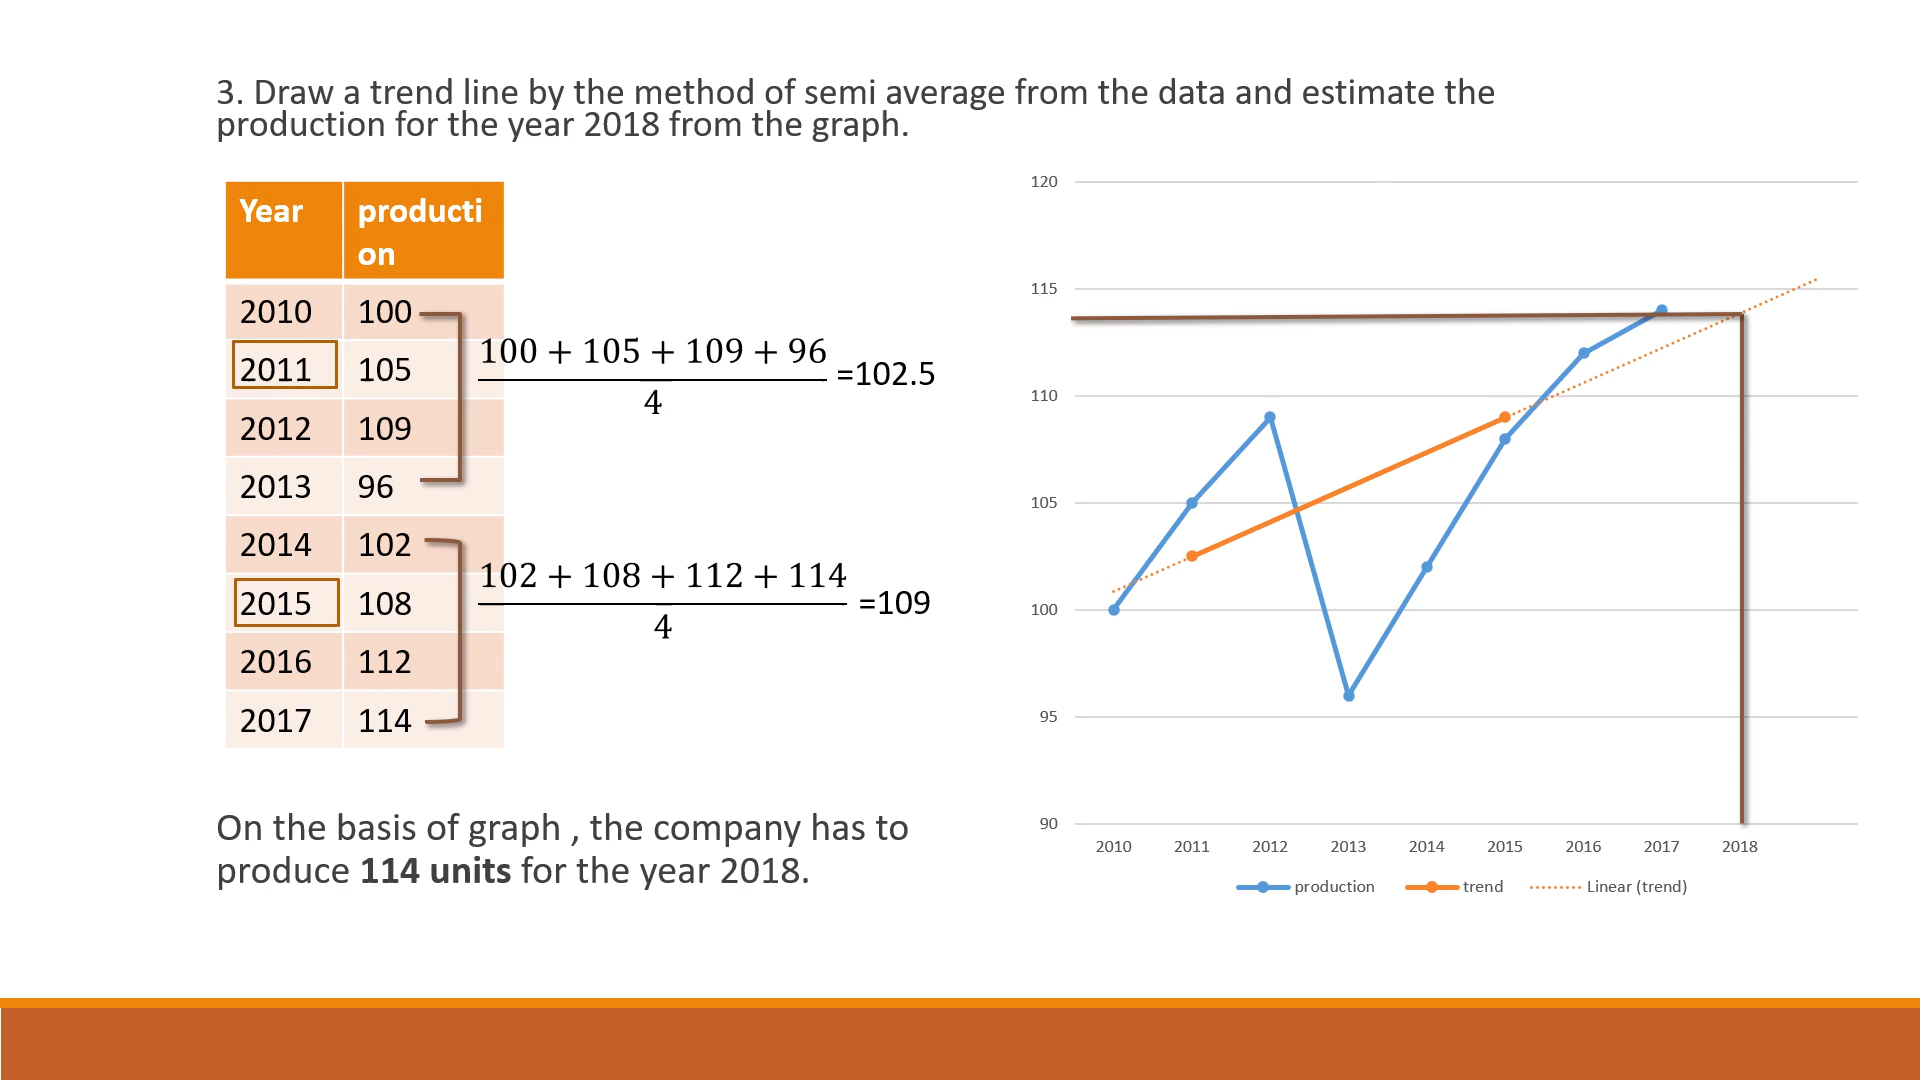 3. Draw a trend line by the method of semi average from the data and estimate the
production for the year 2018 from the graph.
Year producti
on
2010 100
2011 105
2012 109
2013 96
2014 102
2015 108
2016 112
2017 114
100 + 105 + 109 + 96
4
=102.5
102 + 108 + 112 + 114
4
=109
On the basis of graph , the company has to
produce 114 units for the year 2018.
120
115
110
105
100
95
90
2010 2011 2012 2013 2014 2015 2016 2017 2018
production trend Linear (trend)